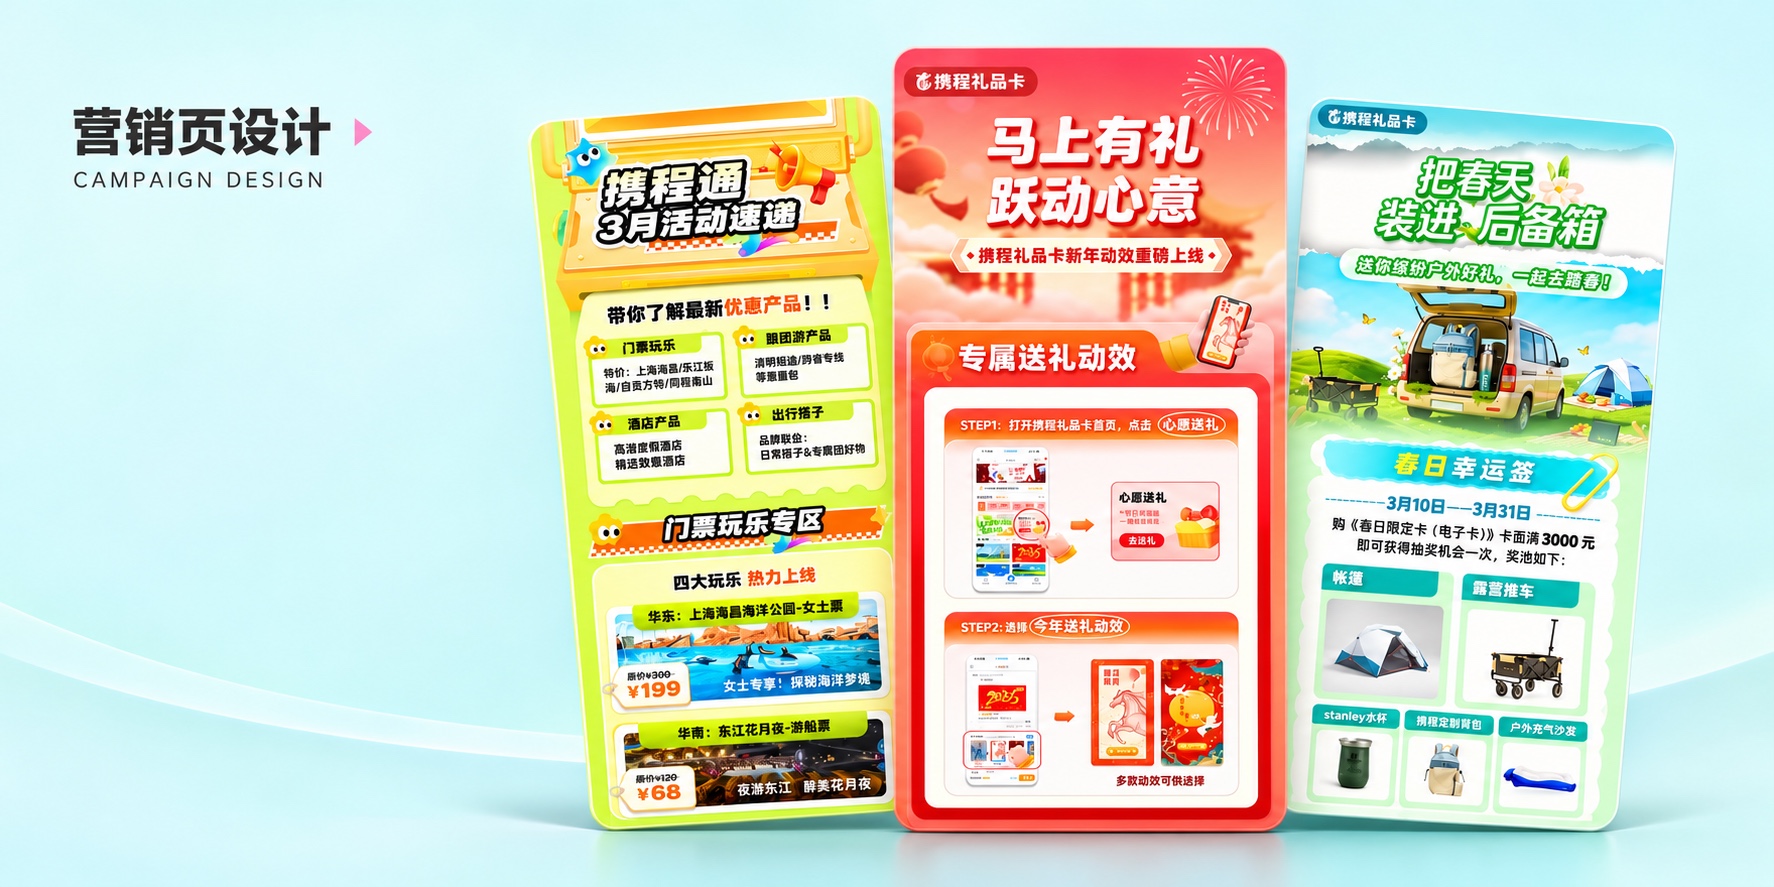 营销页设计
CAMPAIGN DESIGN
携程通
3月活动速递
带你了解最新优惠产品！！
门票玩乐
特价：上海海昌/乐江板
海/自贡方特/同程南山
跟团游产品
清明短途/跨省专线
等惠量包
酒店产品
高潜度假酒店
精选致惠酒店
出行搭子
品牌联业：
日常搭子&专属团好物
门票玩乐专区
四大玩乐 热力上线
华东：上海海昌海洋公园-女士票
原价¥300
¥199
女士专享！探秘海洋梦境
华南：东江花月夜-游船票
原价¥120
¥68
夜游东江 醉美花月夜
携程礼品卡
马上有礼
跃动心意
携程礼品卡新年动效重磅上线
专属送礼动效
STEP1: 打开携程礼品卡首页，点击 心愿送礼
心愿送礼
去送礼
STEP2: 选择 今年送礼动效
多款动效可供选择
携程礼品卡
把春天
装进 后备箱
送你缤纷户外好礼，一起去踏春！
春日幸运签
3月10日——3月31日
购《春日限定卡（电子卡）》卡面满 3000 元
即可获得抽奖机会一次，奖池如下：
帐篷
露营推车
stanley水杯
携程定制背包
户外充气沙发